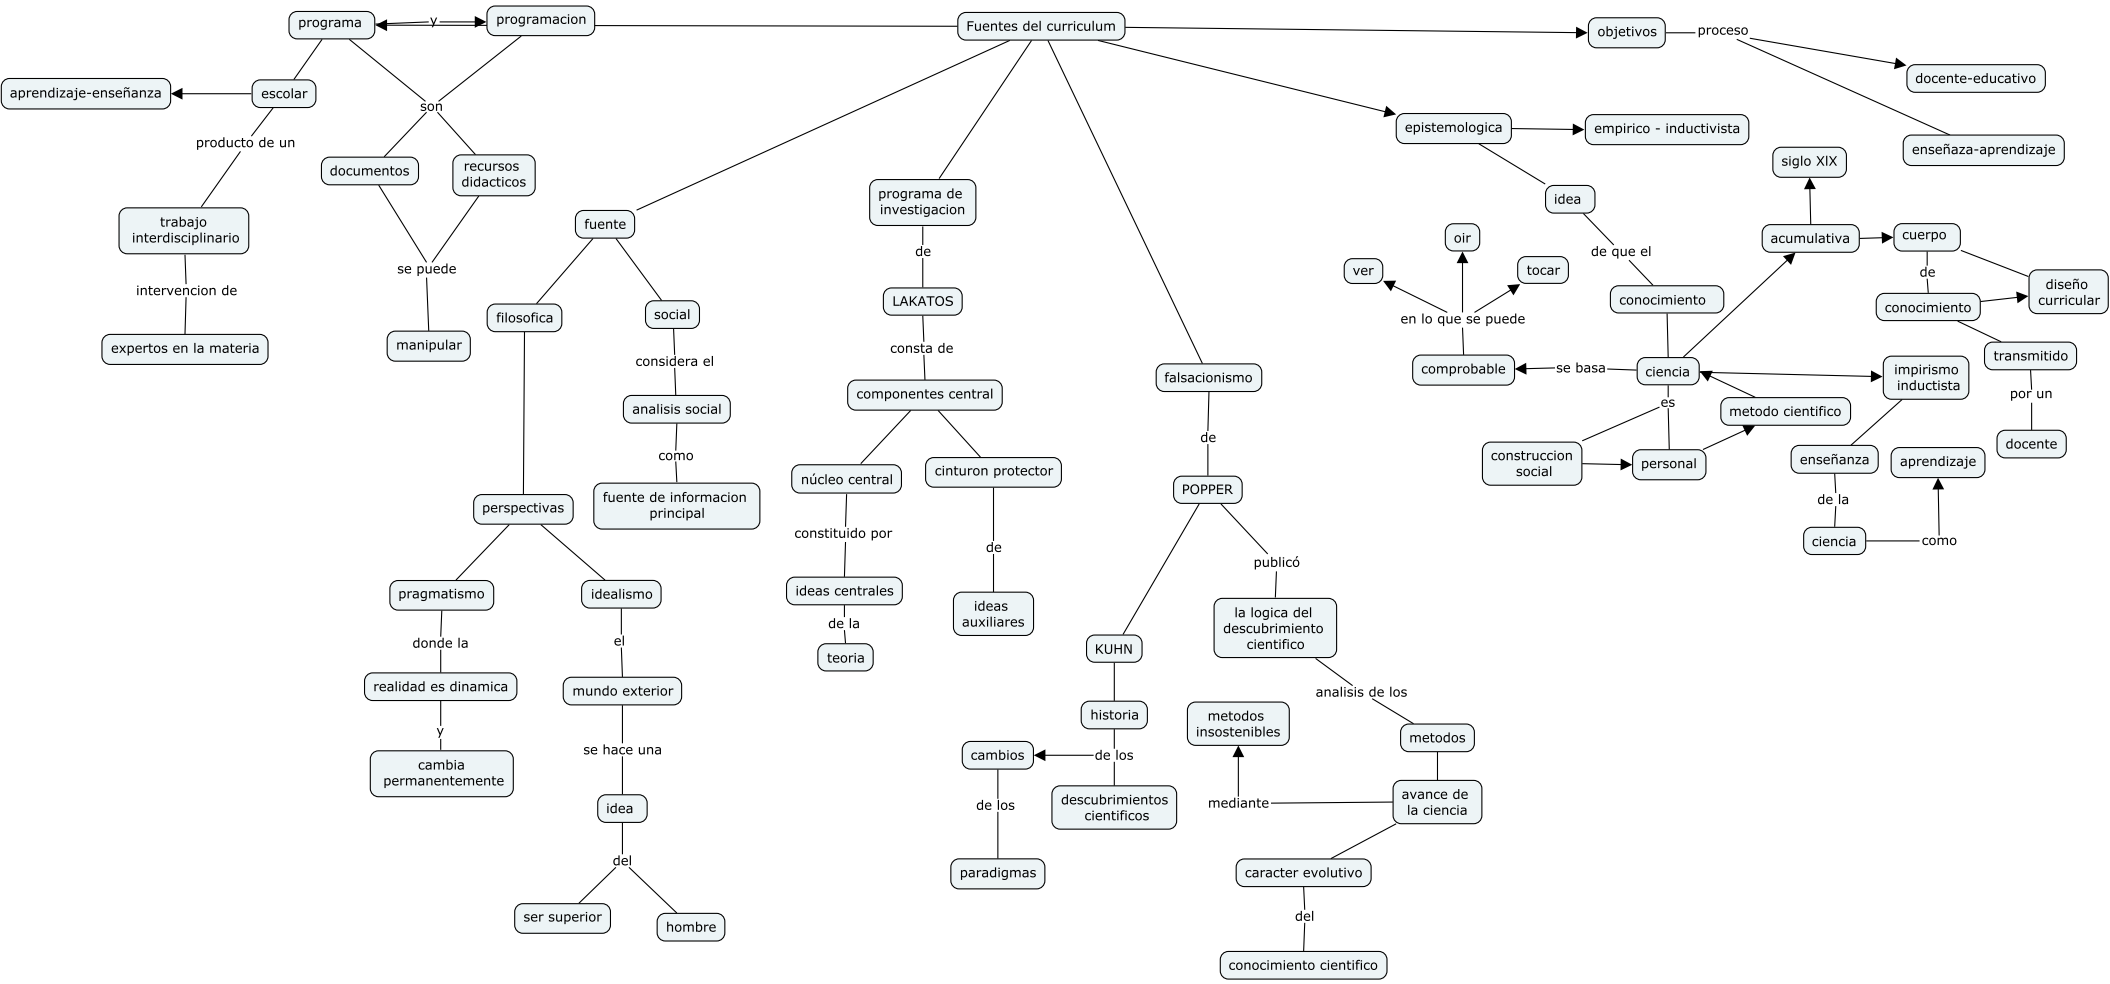 programa
y
programacion
Fuentes del curriculum
objetivos
proceso
docente-educativo
enseñaza-aprendizaje
aprendizaje-enseñanza
escolar
producto de un
trabajo
interdisciplinario
intervencion de
expertos en la materia
son
documentos
recursos
didacticos
se puede
manipular
fuente
filosofica
social
considera el
analisis social
como
fuente de informacion
principal
perspectivas
pragmatismo
donde la
realidad es dinamica
y
cambia
permanentemente
idealismo
el
mundo exterior
se hace una
idea
del
ser superior
hombre
programa de
investigacion
de
LAKATOS
consta de
componentes central
núcleo central
constituido por
ideas centrales
de la
teoria
cinturon protector
de
ideas
auxiliares
falsacionismo
de
POPPER
publicó
la logica del
descubrimiento
cientifico
analisis de los
metodos
avance de
la ciencia
mediante
metodos
insostenibles
caracter evolutivo
del
conocimiento cientifico
KUHN
historia
de los
cambios
de los
paradigmas
descubrimientos
cientificos
epistemologica
empirico - inductivista
idea
de que el
conocimiento
ciencia
se basa
comprobable
en lo que se puede
ver
oir
tocar
es
construccion
social
personal
metodo cientifico
acumulativa
siglo XIX
cuerpo
de
conocimiento
diseño
curricular
transmitido
por un
docente
impirismo
inductista
enseñanza
de la
ciencia
como
aprendizaje